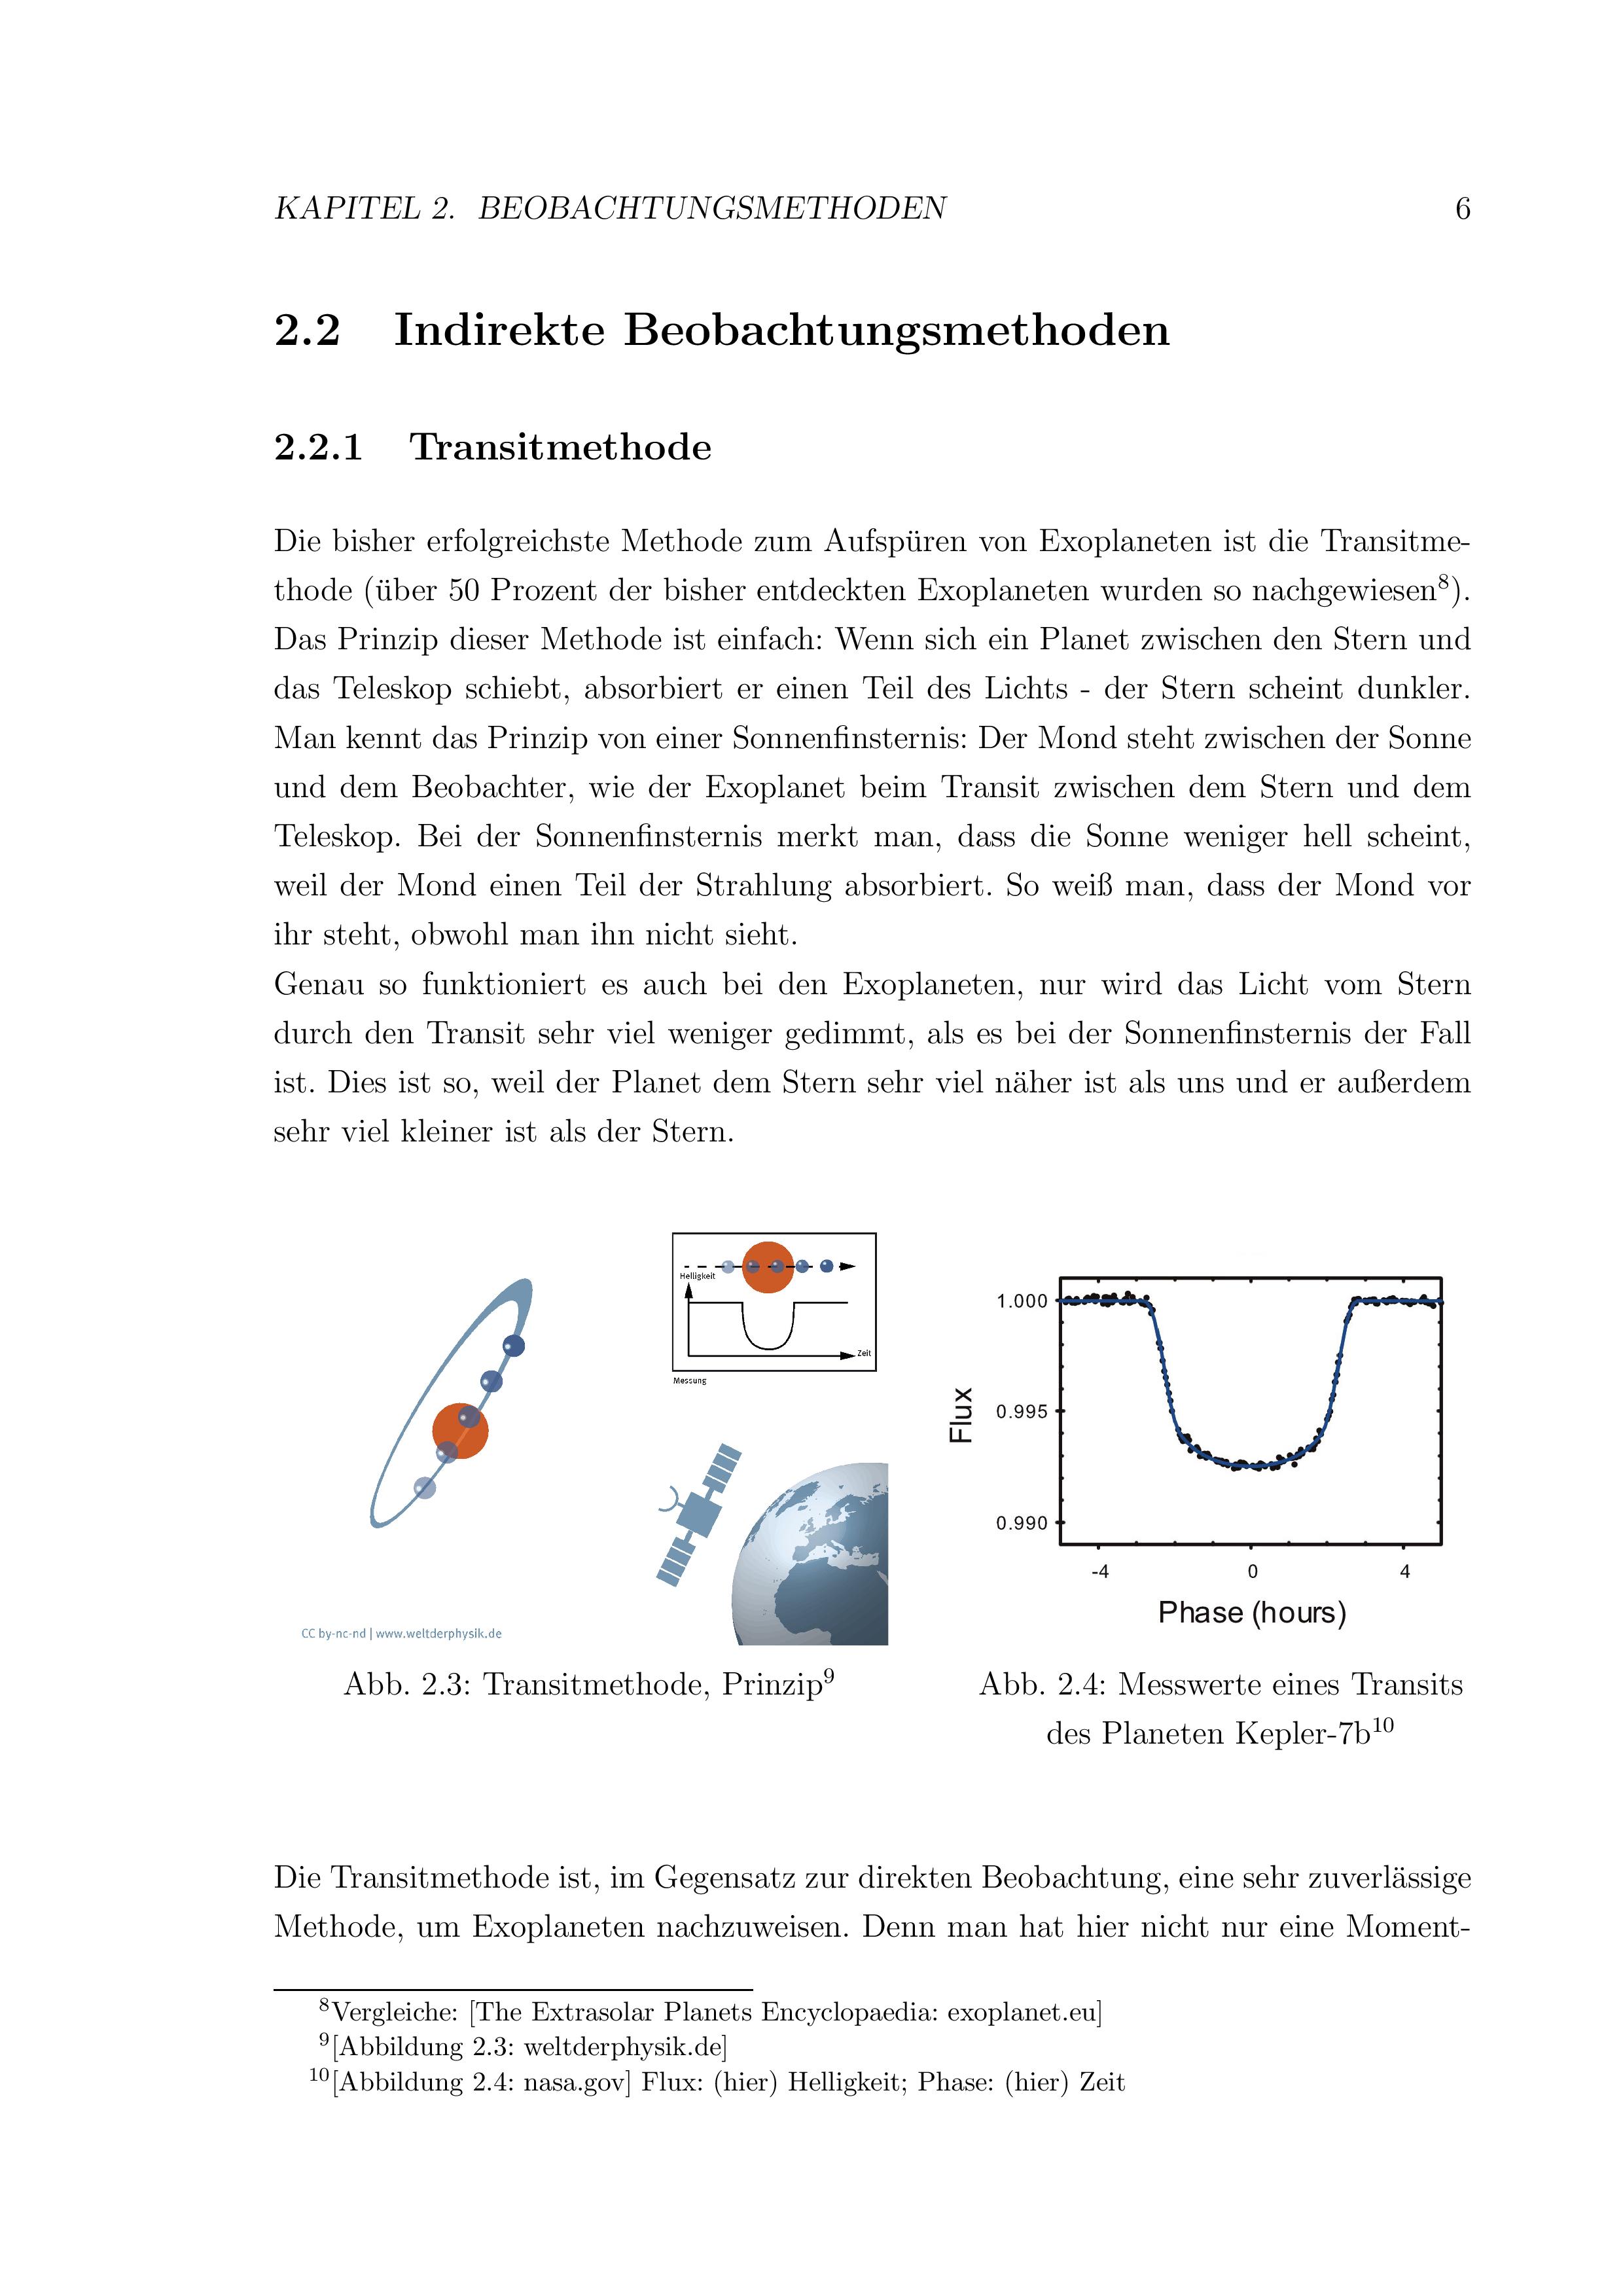 KAPITEL 2. BEOBACHTUNGSMETHODEN 6
2.2 Indirekte Beobachtungsmethoden
2.2.1 Transitmethode
Die bisher erfolgreichste Methode zum Aufspüren von Exoplaneten ist die Transitme-
thode (über 50 Prozent der bisher entdeckten Exoplaneten wurden so nachgewiesen⁸).
Das Prinzip dieser Methode ist einfach: Wenn sich ein Planet zwischen den Stern und
das Teleskop schiebt, absorbiert er einen Teil des Lichts - der Stern scheint dunkler.
Man kennt das Prinzip von einer Sonnenfinsternis: Der Mond steht zwischen der Sonne
und dem Beobachter, wie der Exoplanet beim Transit zwischen dem Stern und dem
Teleskop. Bei der Sonnenfinsternis merkt man, dass die Sonne weniger hell scheint,
weil der Mond einen Teil der Strahlung absorbiert. So weiß man, dass der Mond vor
ihr steht, obwohl man ihn nicht sieht.
Genau so funktioniert es auch bei den Exoplaneten, nur wird das Licht vom Stern
durch den Transit sehr viel weniger gedimmt, als es bei der Sonnenfinsternis der Fall
ist. Dies ist so, weil der Planet dem Stern sehr viel näher ist als uns und er außerdem
sehr viel kleiner ist als der Stern.
Helligkeit
Zeit
Messung
CC by-nc-nd | www.weltderphysik.de
Abb. 2.3: Transitmethode, Prinzip⁹
Flux
1.000
0.995
0.990
-4 0 4
Phase (hours)
Abb. 2.4: Messwerte eines Transits
des Planeten Kepler-7b¹⁰
Die Transitmethode ist, im Gegensatz zur direkten Beobachtung, eine sehr zuverlässige
Methode, um Exoplaneten nachzuweisen. Denn man hat hier nicht nur eine Moment-
⁸Vergleiche: [The Extrasolar Planets Encyclopaedia: exoplanet.eu]
⁹[Abbildung 2.3: weltderphysik.de]
¹⁰[Abbildung 2.4: nasa.gov] Flux: (hier) Helligkeit; Phase: (hier) Zeit